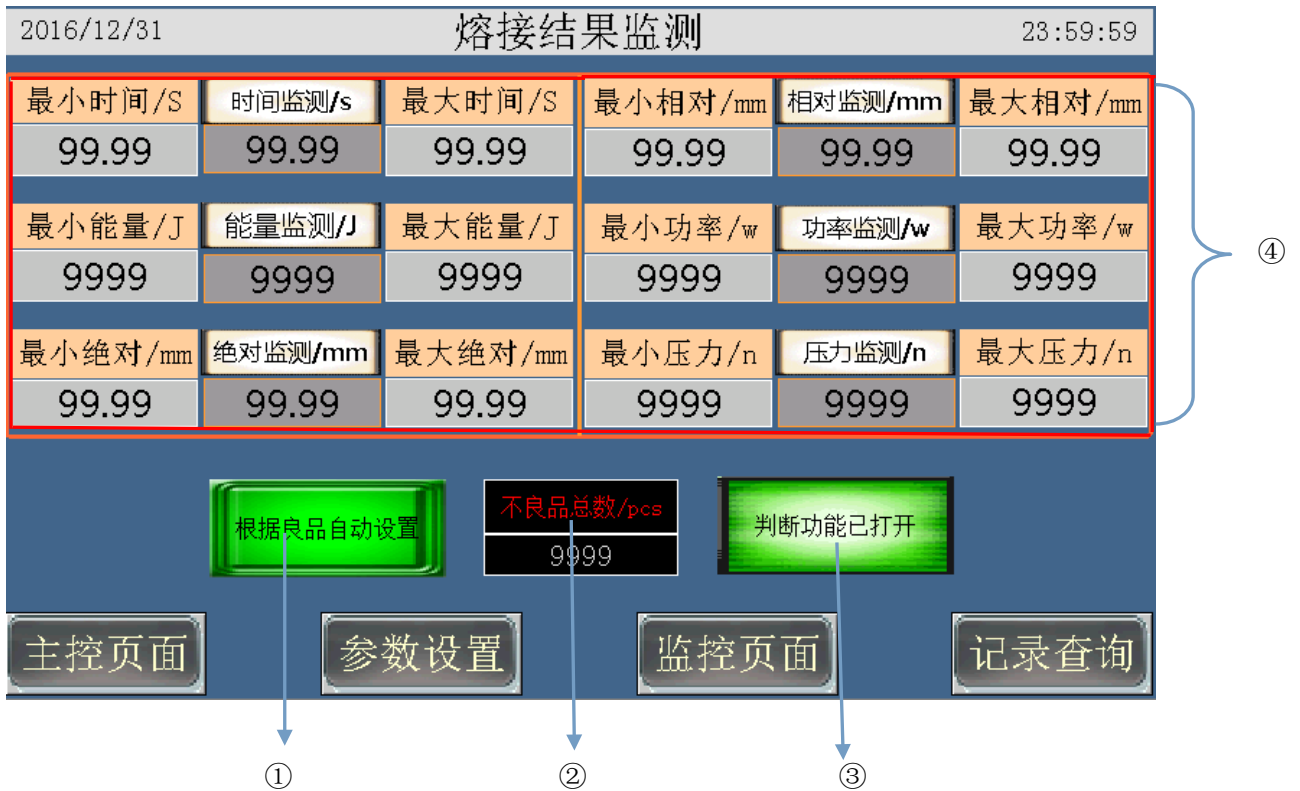 2016/12/31 熔接结果监测 23:59:59
最小时间/S 时间监测/s 最大时间/S 最小相对/mm 相对监测/mm 最大相对/mm
99.99 99.99 99.99 99.99 99.99 99.99
最小能量/J 能量监测/J 最大能量/J 最小功率/w 功率监测/w 最大功率/w
9999 9999 9999 9999 9999 9999
④
最小绝对/mm 绝对监测/mm 最大绝对/mm 最小压力/n 压力监测/n 最大压力/n
99.99 99.99 99.99 9999 9999 9999
根据良品自动设置 不良品总数/pcs 判断功能已打开
9999
主控页面 参数设置 监控页面 记录查询
① ② ③